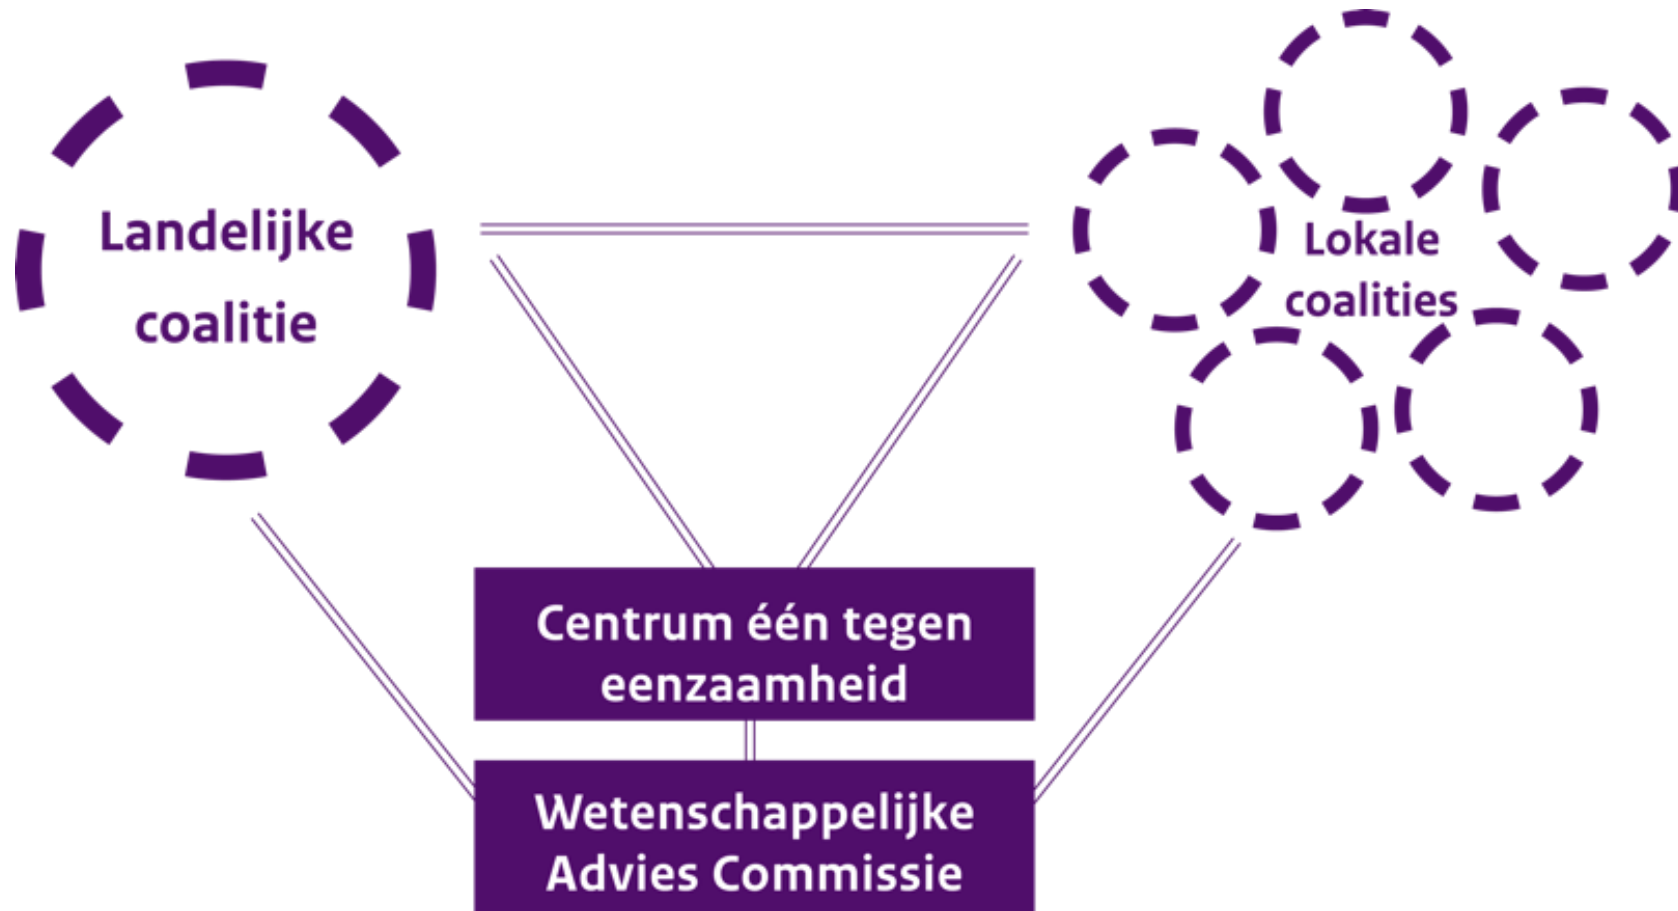 Landelijke
coalitie
Lokale
coalities
Centrum één tegen
eenzaamheid
Wetenschappelijke
Advies Commissie